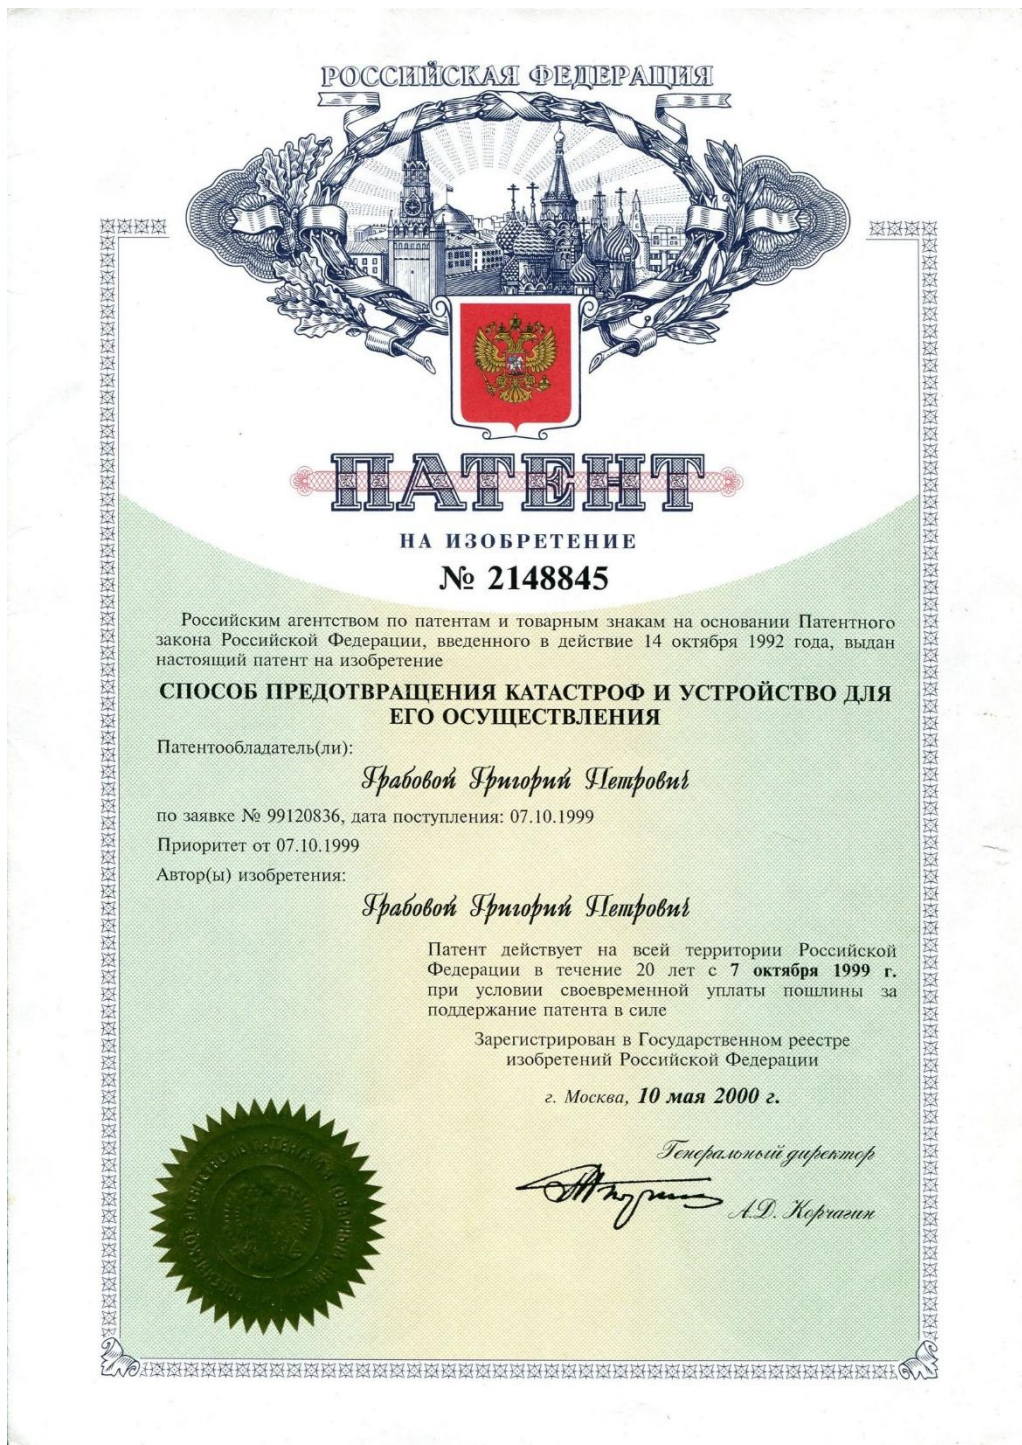 РОССИЙСКАЯ ФЕДЕРАЦИЯ
ПАТЕНТ
НА ИЗОБРЕТЕНИЕ
№ 2148845
Российским агентством по патентам и товарным знакам на основании Патентного
закона Российской Федерации, введенного в действие 14 октября 1992 года, выдан
настоящий патент на изобретение
СПОСОБ ПРЕДОТВРАЩЕНИЯ КАТАСТРОФ И УСТРОЙСТВО ДЛЯ
ЕГО ОСУЩЕСТВЛЕНИЯ
Патентообладатель(ли):
Грабовой Григорий Петрович
по заявке № 99120836, дата поступления: 07.10.1999
Приоритет от 07.10.1999
Автор(ы) изобретения:
Грабовой Григорий Петрович
Патент действует на всей территории Российской
Федерации в течение 20 лет с 7 октября 1999 г.
при условии своевременной уплаты пошлины за
поддержание патента в силе
Зарегистрирован в Государственном реестре
изобретений Российской Федерации
г. Москва, 10 мая 2000 г.
Генеральный директор
А.Д. Корчагин